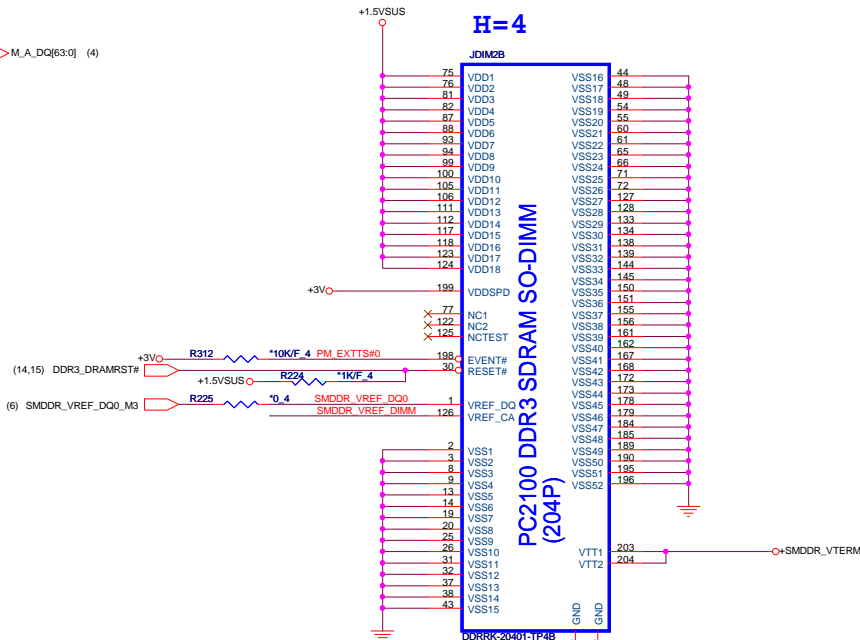 +1.5VSUS
H=4
M_A_DQ[63:0] (4)
JDIM2B
75 VDD1 VSS16 44
76 VDD2 VSS17 48
81 VDD3 VSS18 49
82 VDD4 VSS19 54
87 VDD5 VSS20 55
88 VDD6 VSS21 60
93 VDD7 VSS22 61
94 VDD8 VSS23 65
99 VDD9 VSS24 66
100 VDD10 VSS25 71
105 VDD11 VSS26 72
106 VDD12 VSS27 127
111 VDD13 VSS28 128
112 VDD14 VSS29 133
117 VDD15 VSS30 134
118 VDD16 VSS31 138
123 VDD17 VSS32 139
124 VDD18 VSS33 144
VSS34 145
+3V 199 VDDSPD VSS35 150
VSS36 151
77 NC1 VSS37 155
122 NC2 VSS38 156
125 NCTEST VSS39 161
VSS40 162
+3V R312 *10K/F_4 PM_EXTTS#0 198 EVENT# VSS41 167
(14,15) DDR3_DRAMRST# 30 RESET# VSS42 168
+1.5VSUS R224 *1K/F_4 VSS43 172
VSS44 173
(6) SMDDR_VREF_DQ0_M3 R225 *0_4 SMDDR_VREF_DQ0 1 VREF_DQ VSS45 178
SMDDR_VREF_DIMM 126 VREF_CA VSS46 179
VSS47 184
VSS48 185
2 VSS1 VSS49 189
3 VSS2 VSS50 190
8 VSS3 VSS51 195
9 VSS4 VSS52 196
13 VSS5
14 VSS6
19 VSS7
20 VSS8
25 VSS9
26 VSS10 VTT1 203 +SMDDR_VTERM
31 VSS11 VTT2 204
32 VSS12
37 VSS13
38 VSS14
43 VSS15
PC2100 DDR3 SDRAM SO-DIMM
(204P)
GND GND
DDRRK-20401-TP4B